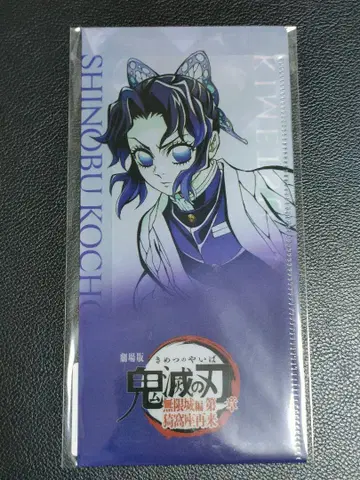 SHINOBU KOCHO
劇場版
きめつのやいば
鬼滅の刃
無限城編 第一章
猗窩座再来